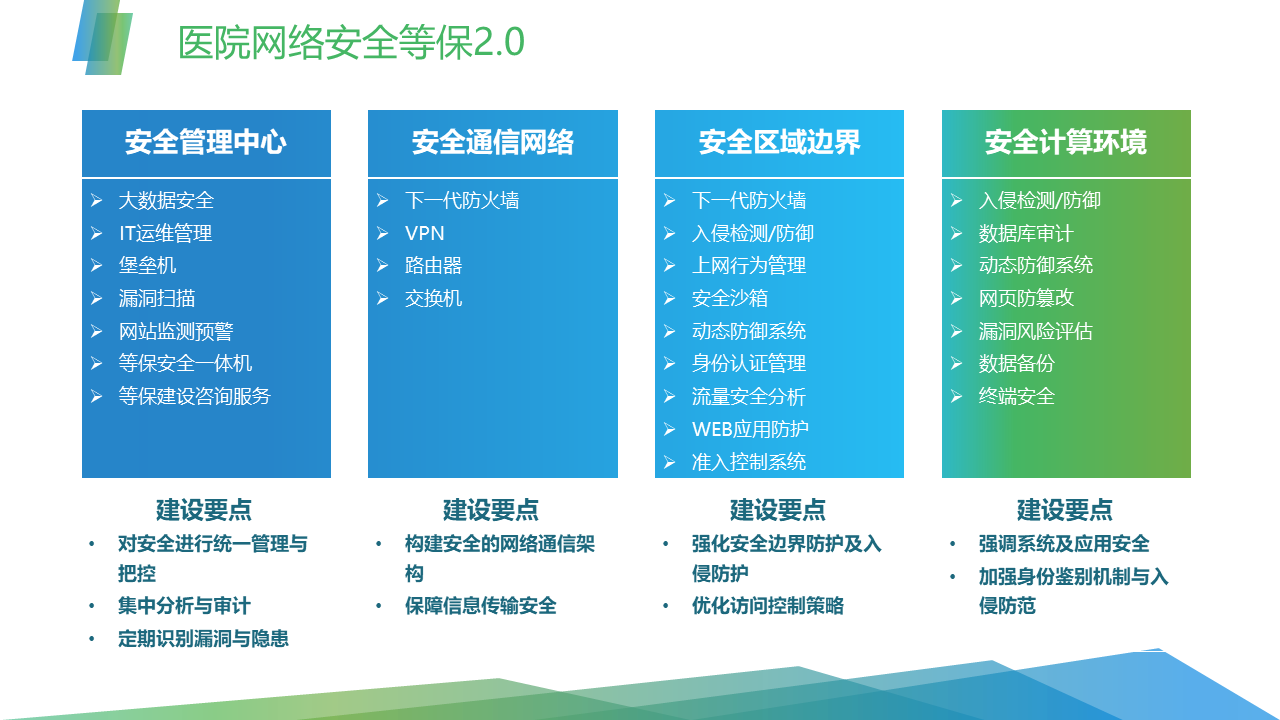 医院网络安全等保2.0
安全管理中心
大数据安全
IT运维管理
堡垒机
漏洞扫描
网站监测预警
等保安全一体机
等保建设咨询服务
建设要点
对安全进行统一管理与
把控
集中分析与审计
定期识别漏洞与隐患
安全通信网络
下一代防火墙
VPN
路由器
交换机
建设要点
构建安全的网络通信架
构
保障信息传输安全
安全区域边界
下一代防火墙
入侵检测/防御
上网行为管理
安全沙箱
动态防御系统
身份认证管理
流量安全分析
WEB应用防护
准入控制系统
建设要点
强化安全边界防护及入
侵防护
优化访问控制策略
安全计算环境
入侵检测/防御
数据库审计
动态防御系统
网页防篡改
漏洞风险评估
数据备份
终端安全
建设要点
强调系统及应用安全
加强身份鉴别机制与入
侵防范